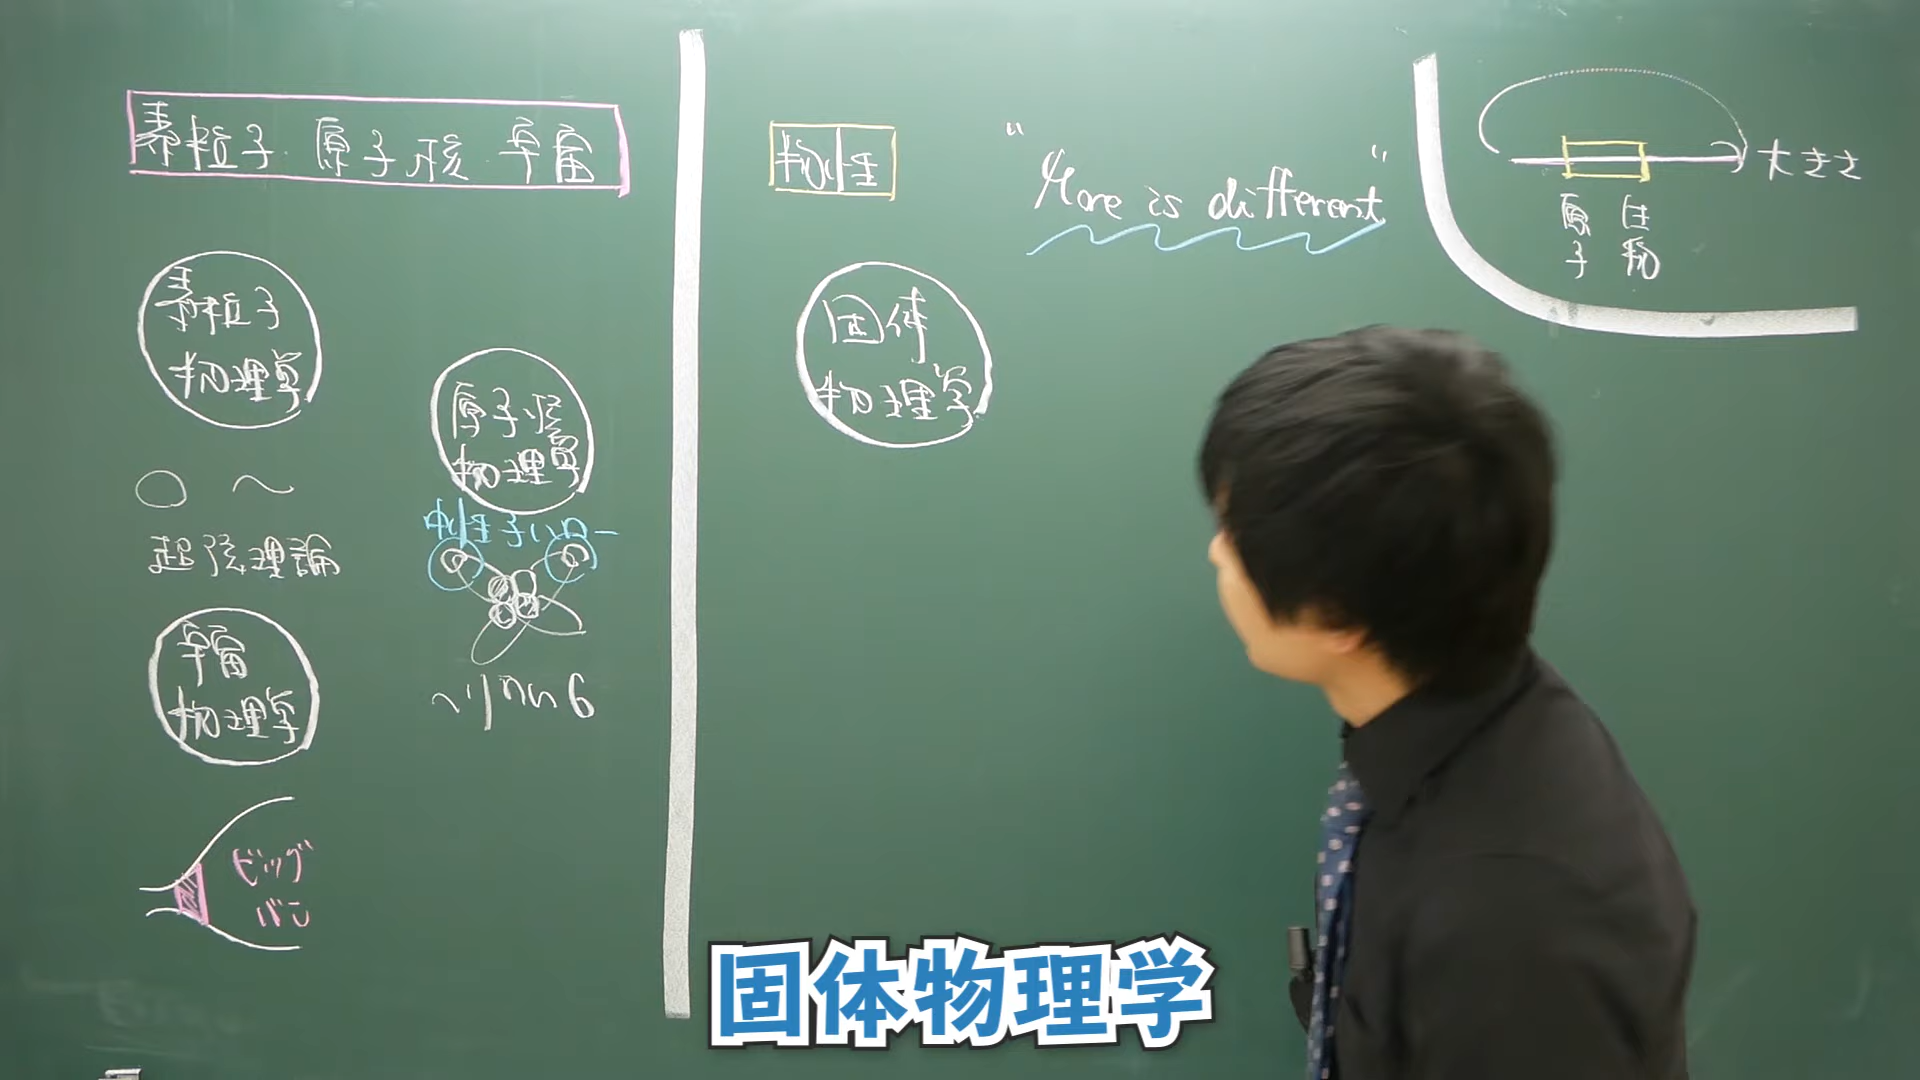 素粒子・原子核・宇宙
素粒子
物理学
超弦理論
宇宙
物理学
ビッグ
バン
原子核
物理学
中性子ハロー
ヘリウム6
物性
"More is different"
固体
物理学
大きさ
原子
生物
固体物理学